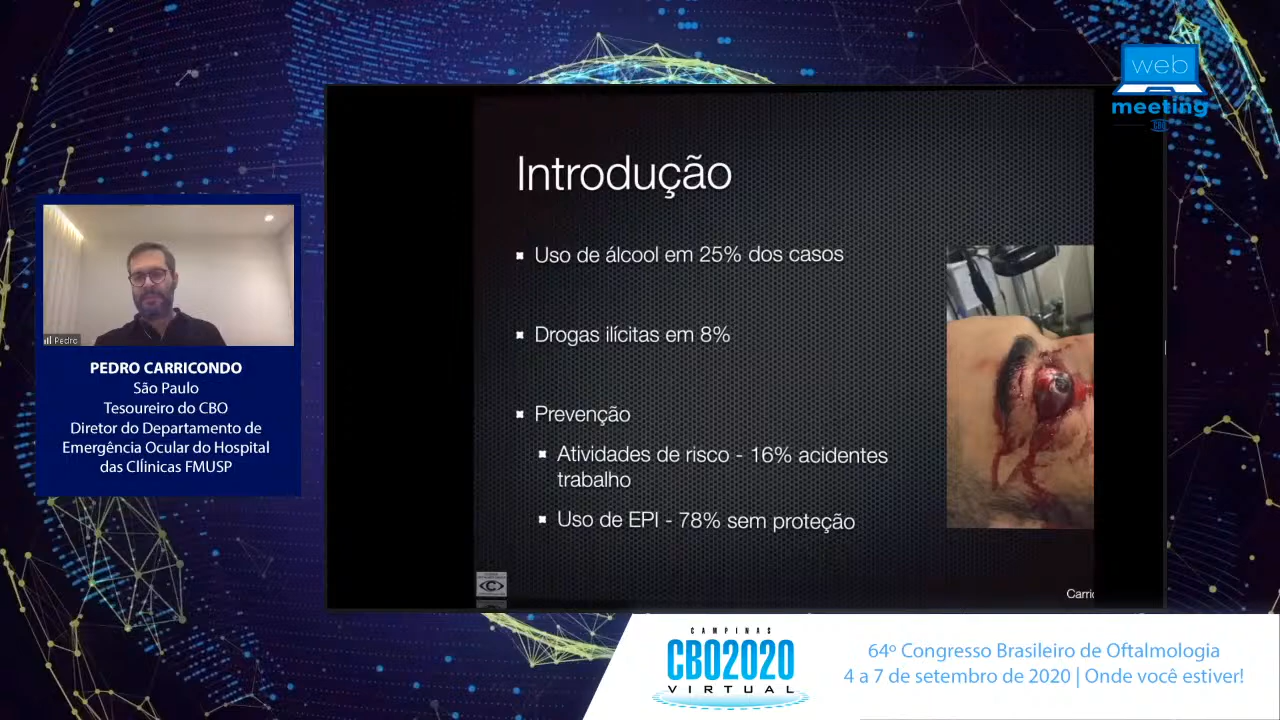 web
meeting
Introdução
Uso de álcool em 25% dos casos
Drogas ilícitas em 8%
Prevenção
Atividades de risco - 16% acidentes
trabalho
Uso de EPI - 78% sem proteção
Carric
Pedro
PEDRO CARRICONDO
São Paulo
Tesoureiro do CBO
Diretor do Departamento de
Emergência Ocular do Hospital
das ClÍinicas FMUSP
CAMPINAS
CBO2020
VIRTUAL
64º Congresso Brasileiro de Oftalmologia
4 a 7 de setembro de 2020 | Onde você estiver!